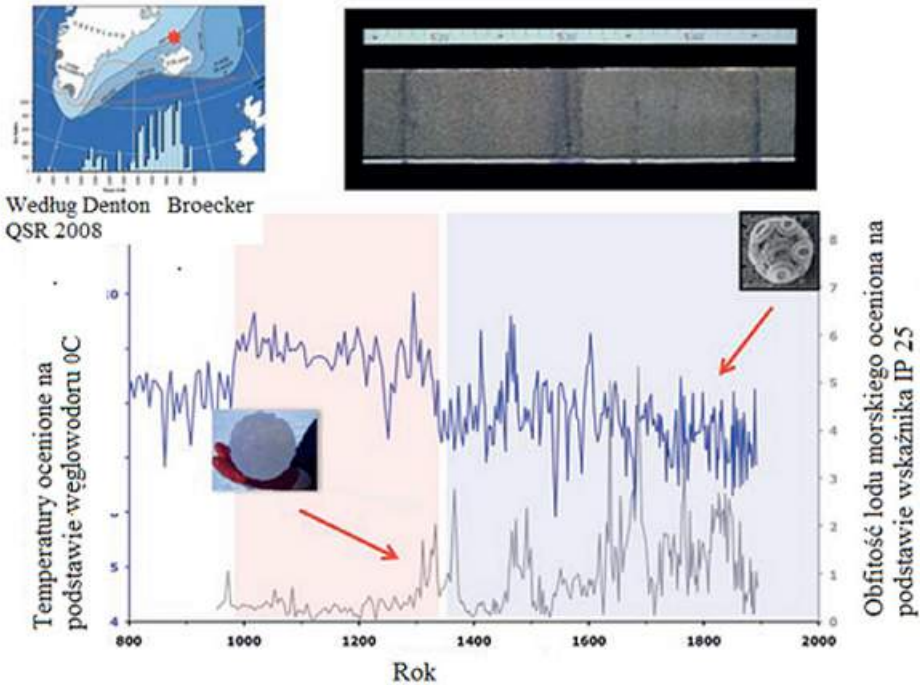 Według Denton Broecker
QSR 2008
Temperatury ocenione na
podstawie węglowodoru 0C
:0
6
5
4
8
7
6
5
4
3
2
1
0
Obfitość lodu morskiego oceniona na
podstawie wskaźnika IP 25
800 1000 1200 1400 1600 1800 2000
Rok